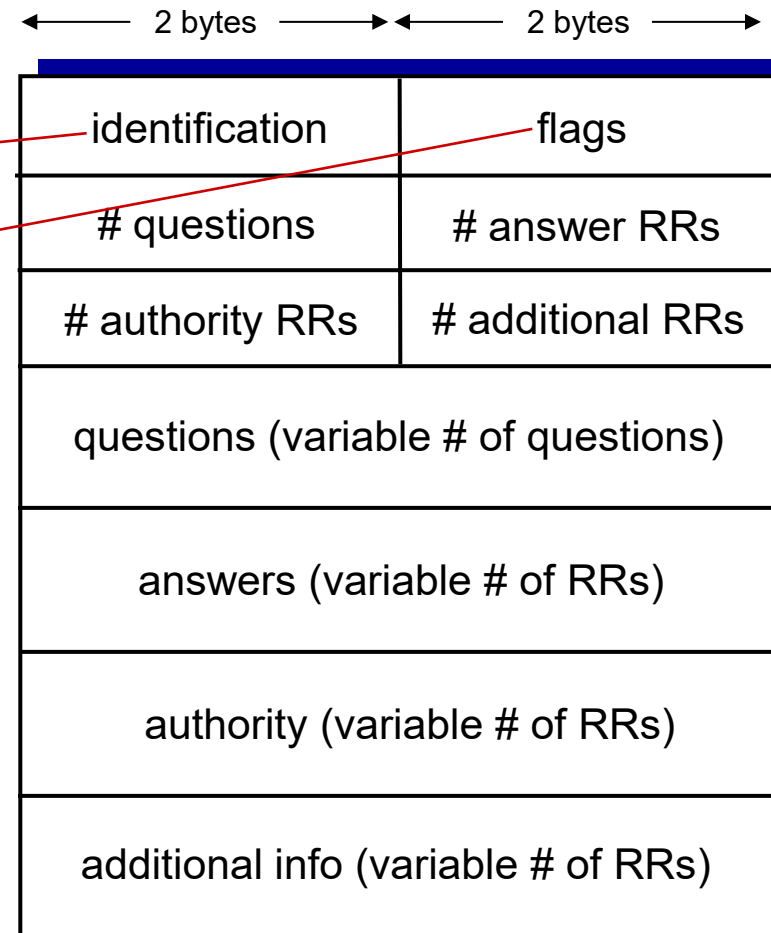 2 bytes 2 bytes
identification flags
# questions # answer RRs
# authority RRs # additional RRs
questions (variable # of questions)
answers (variable # of RRs)
authority (variable # of RRs)
additional info (variable # of RRs)